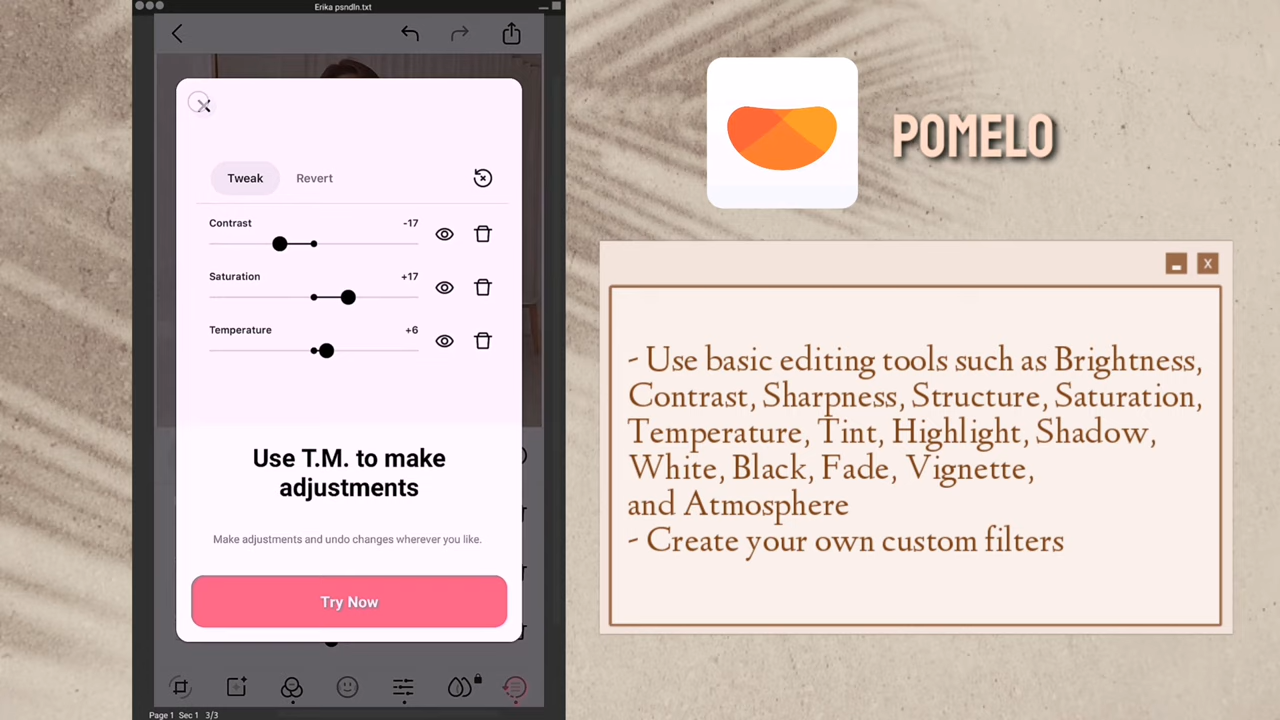 Erika psndln.txt
Tweak Revert
Contrast -17
Saturation +17
Temperature +6
Use T.M. to make
adjustments
Make adjustments and undo changes wherever you like.
Try Now
Page 1 Sec 1 3/3
POMELO
X
- Use basic editing tools such as Brightness,
Contrast, Sharpness, Structure, Saturation,
Temperature, Tint, Highlight, Shadow,
White, Black, Fade, Vignette,
and Atmosphere
- Create your own custom filters